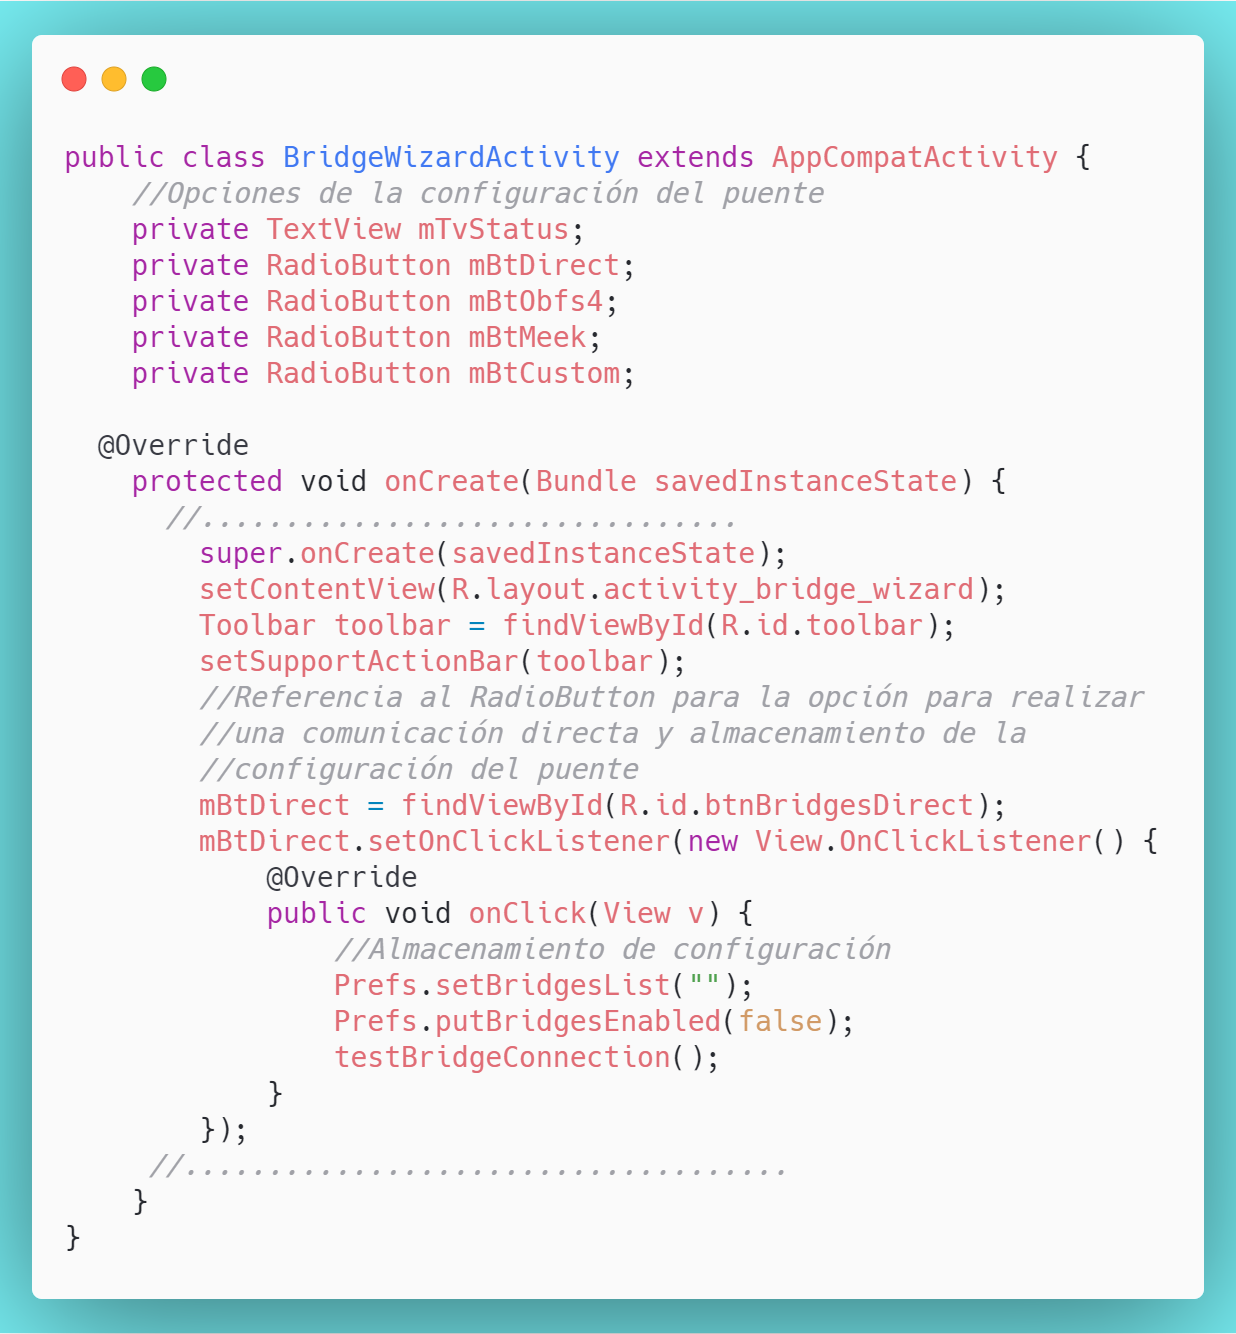 public class BridgeWizardActivity extends AppCompatActivity {
    //Opciones de la configuración del puente
    private TextView mTvStatus;
    private RadioButton mBtDirect;
    private RadioButton mBtObfs4;
    private RadioButton mBtMeek;
    private RadioButton mBtCustom;

  @Override
    protected void onCreate(Bundle savedInstanceState) {
      //................................
        super.onCreate(savedInstanceState);
        setContentView(R.layout.activity_bridge_wizard);
        Toolbar toolbar = findViewById(R.id.toolbar);
        setSupportActionBar(toolbar);
        //Referencia al RadioButton para la opción para realizar
        //una comunicación directa y almacenamiento de la
        //configuración del puente
        mBtDirect = findViewById(R.id.btnBridgesDirect);
        mBtDirect.setOnClickListener(new View.OnClickListener() {
            @Override
            public void onClick(View v) {
                //Almacenamiento de configuración
                Prefs.setBridgesList("");
                Prefs.putBridgesEnabled(false);
                testBridgeConnection();
            }
        });
     //....................................
    }
}